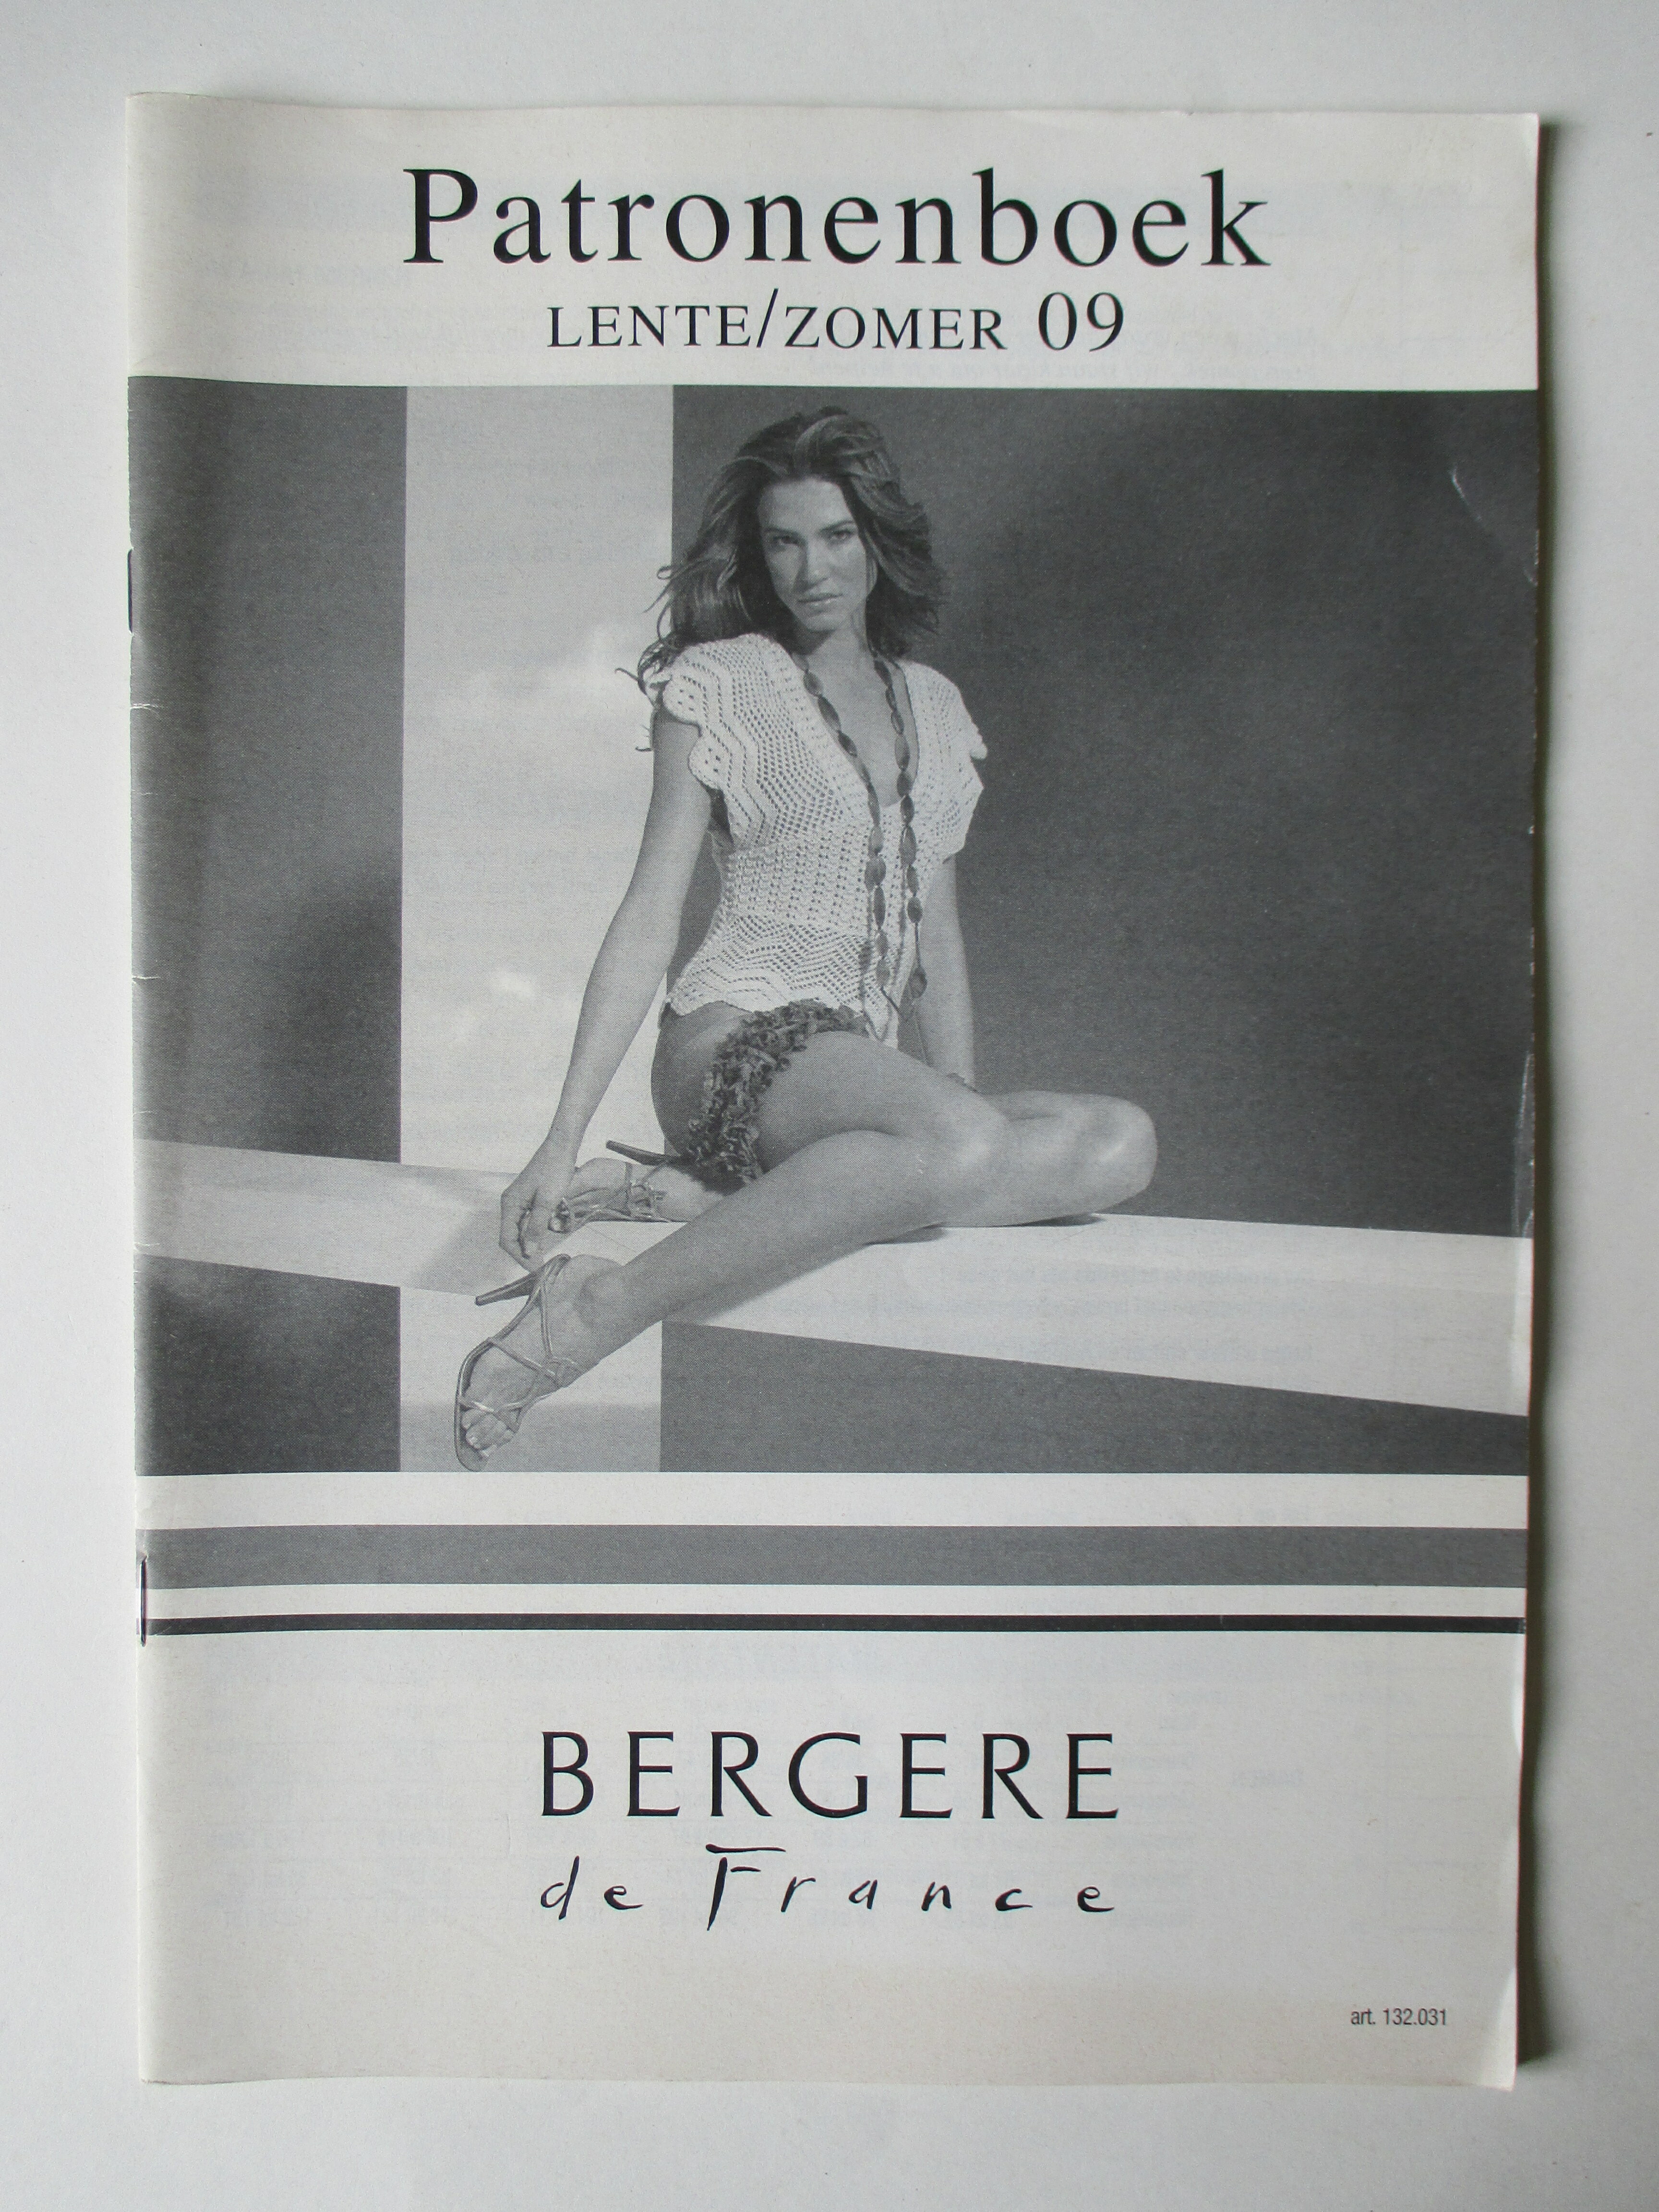 Patronenboek
LENTE/ZOMER 09
BERGERE
de France
art. 132.031